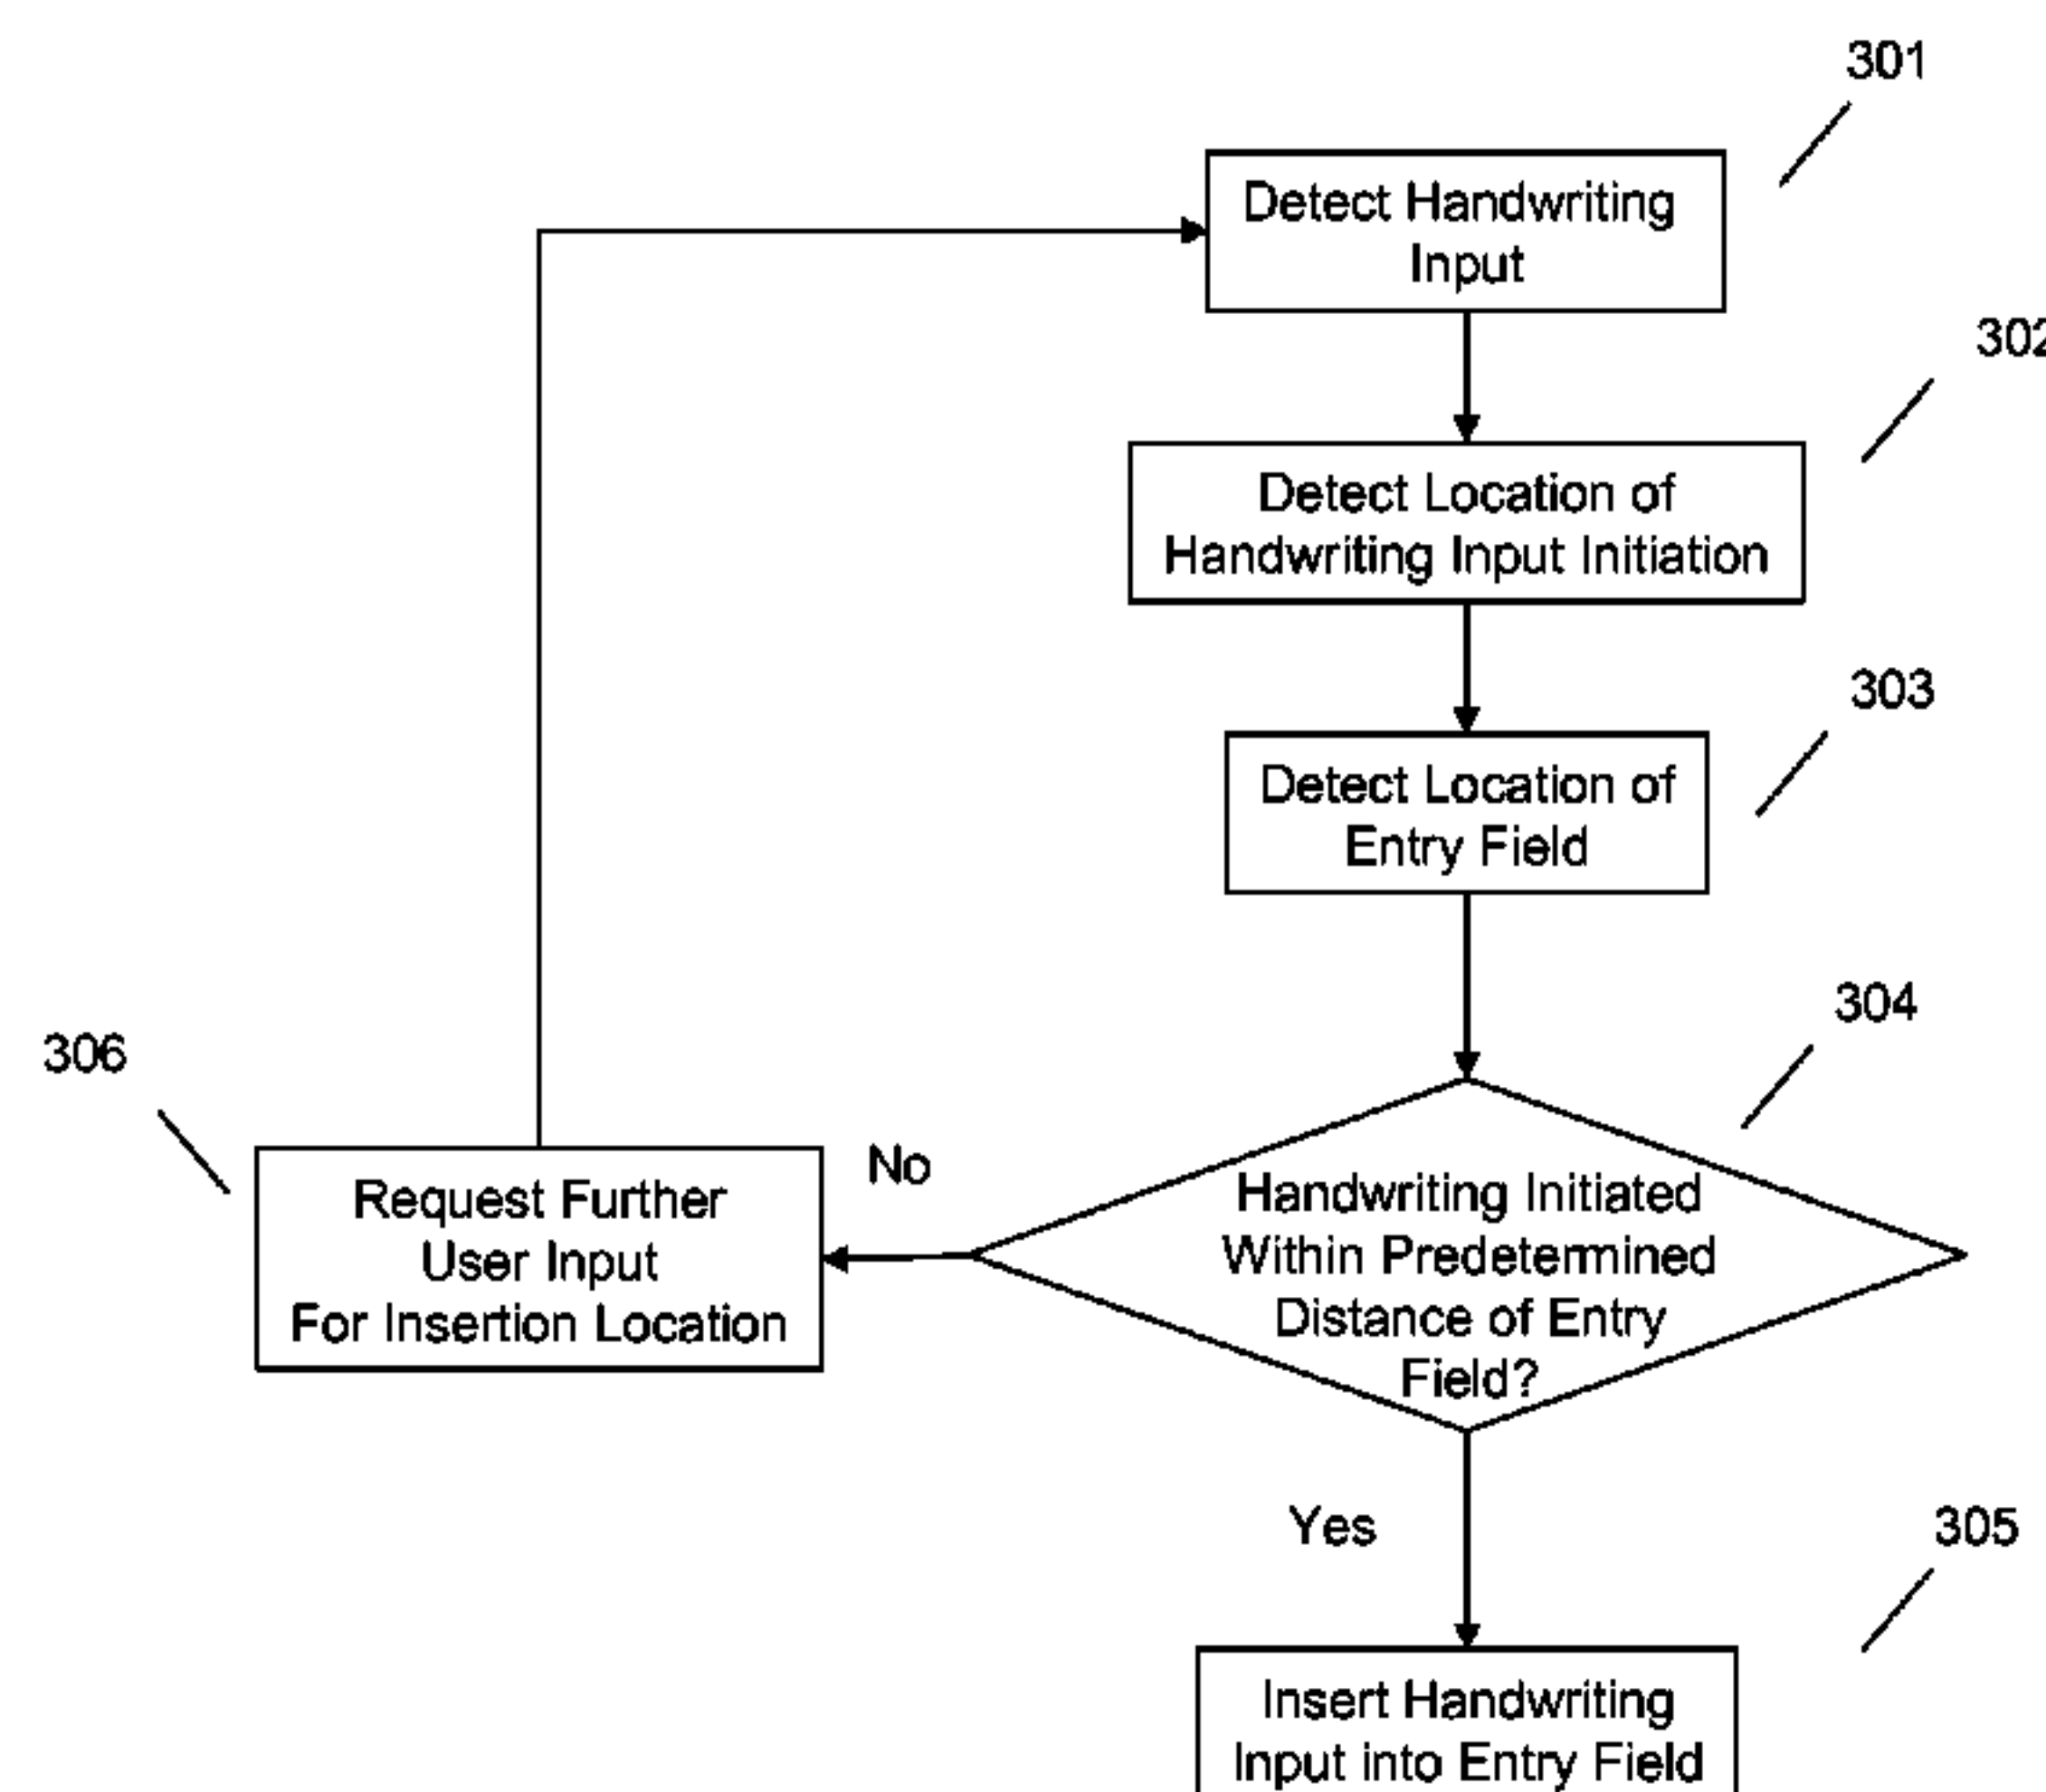 301
Detect Handwriting
Input
302
Detect Location of
Handwriting Input Initiation
303
Detect Location of
Entry Field
304
306
Handwriting Initiated
Within Predetermined
Distance of Entry
Field?
No
Request Further
User Input
For Insertion Location
Yes
305
Insert Handwriting
Input into Entry Field